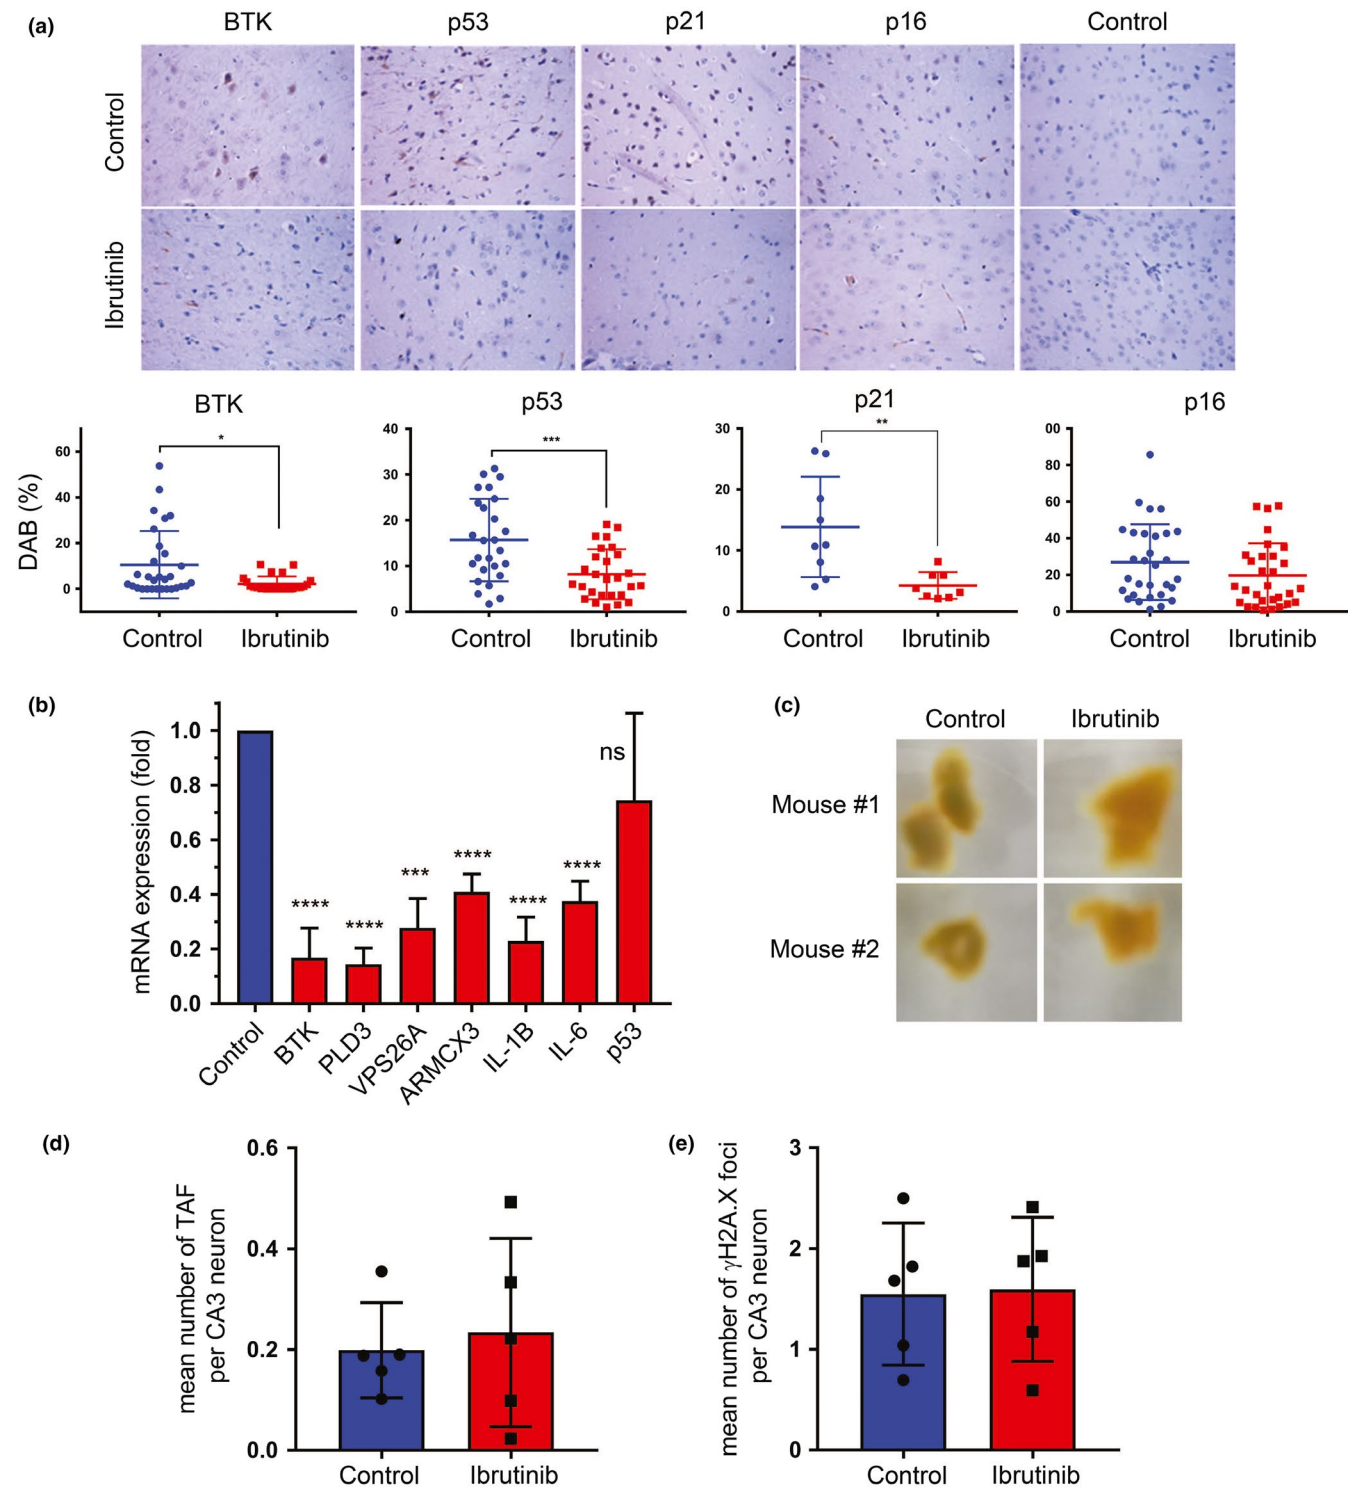 (a)
BTK p53 p21 p16 Control
Control
Ibrutinib
BTK p53 p21 p16
DAB (%)
60
40
20
0
Control Ibrutinib
40
30
20
10
0
Control Ibrutinib
30
20
10
0
Control Ibrutinib
00
80
60
40
20
0
Control Ibrutinib
*
***
**
(b)
mRNA expression (fold)
1.0
0.8
0.6
0.4
0.2
0.0
****
****
***
****
****
****
ns
Control
BTK
PLD3
VPS26A
ARMCX3
IL-1B
IL-6
p53
(c)
Control Ibrutinib
Mouse #1
Mouse #2
(d)
mean number of TAF
per CA3 neuron
0.6
0.4
0.2
0.0
Control Ibrutinib
(e)
mean number of γH2A.X foci
per CA3 neuron
3
2
1
0
Control Ibrutinib